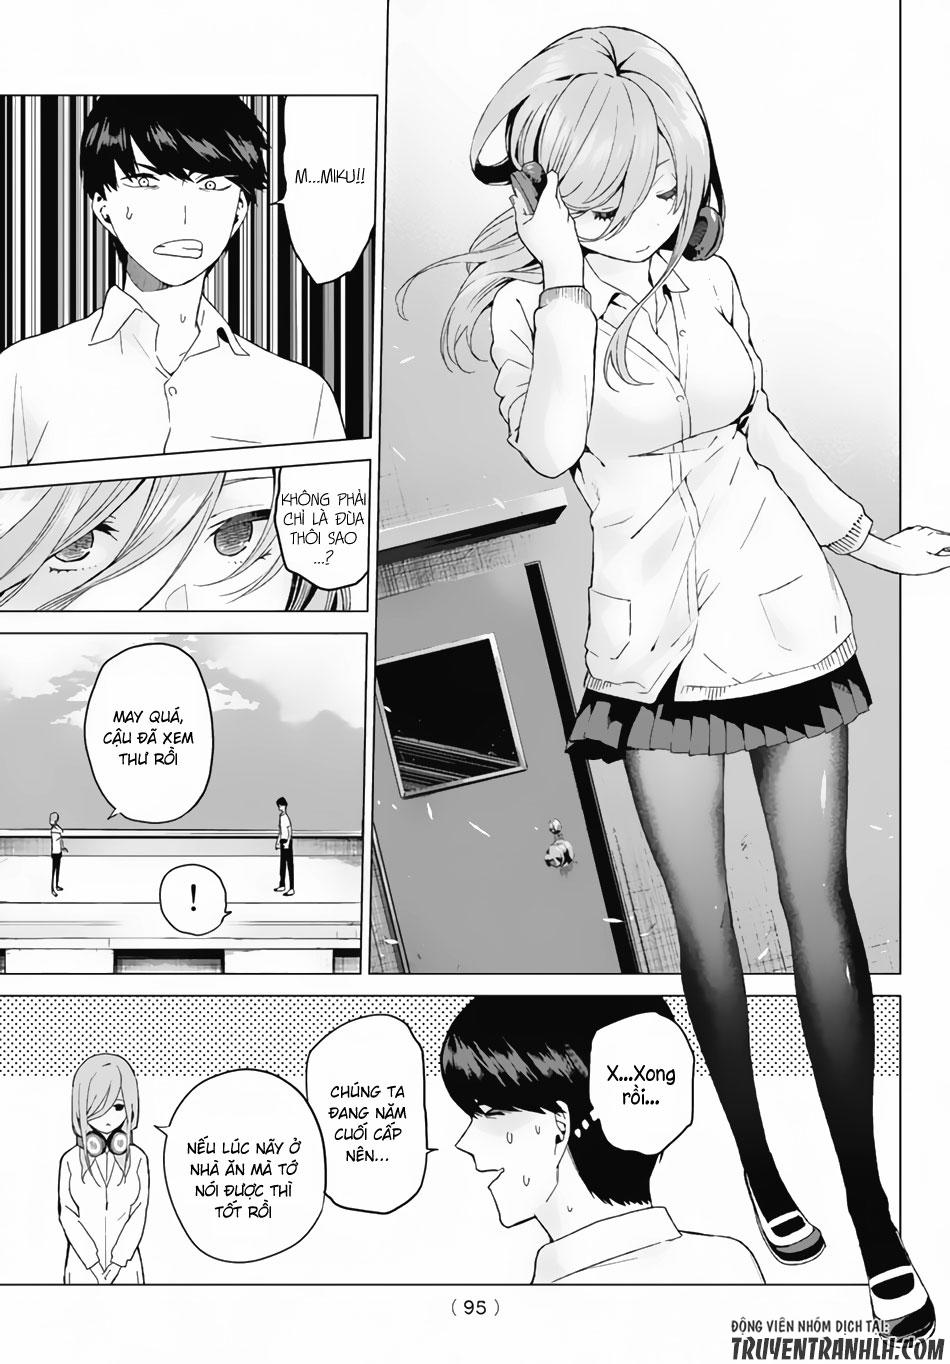 M...MIKU!!
KHÔNG PHẢI
CHỈ LÀ ĐÙA
THÔI SAO
...?
MAY QUÁ,
CẬU ĐÃ XEM
THƯ RỒI
!
X...Xong
rồi...
CHÚNG TA
ĐANG NĂM
CUỐI CẤP
NÊN...
NẾU LÚC NÃY Ở
NHÀ ĂN MÀ TỚ
NÓI ĐƯỢC THÌ
TỐT RỒI
( 95 )
ĐỘNG VIÊN NHÓM DỊCH TẠI:
TRUYENTRANHLH.COM